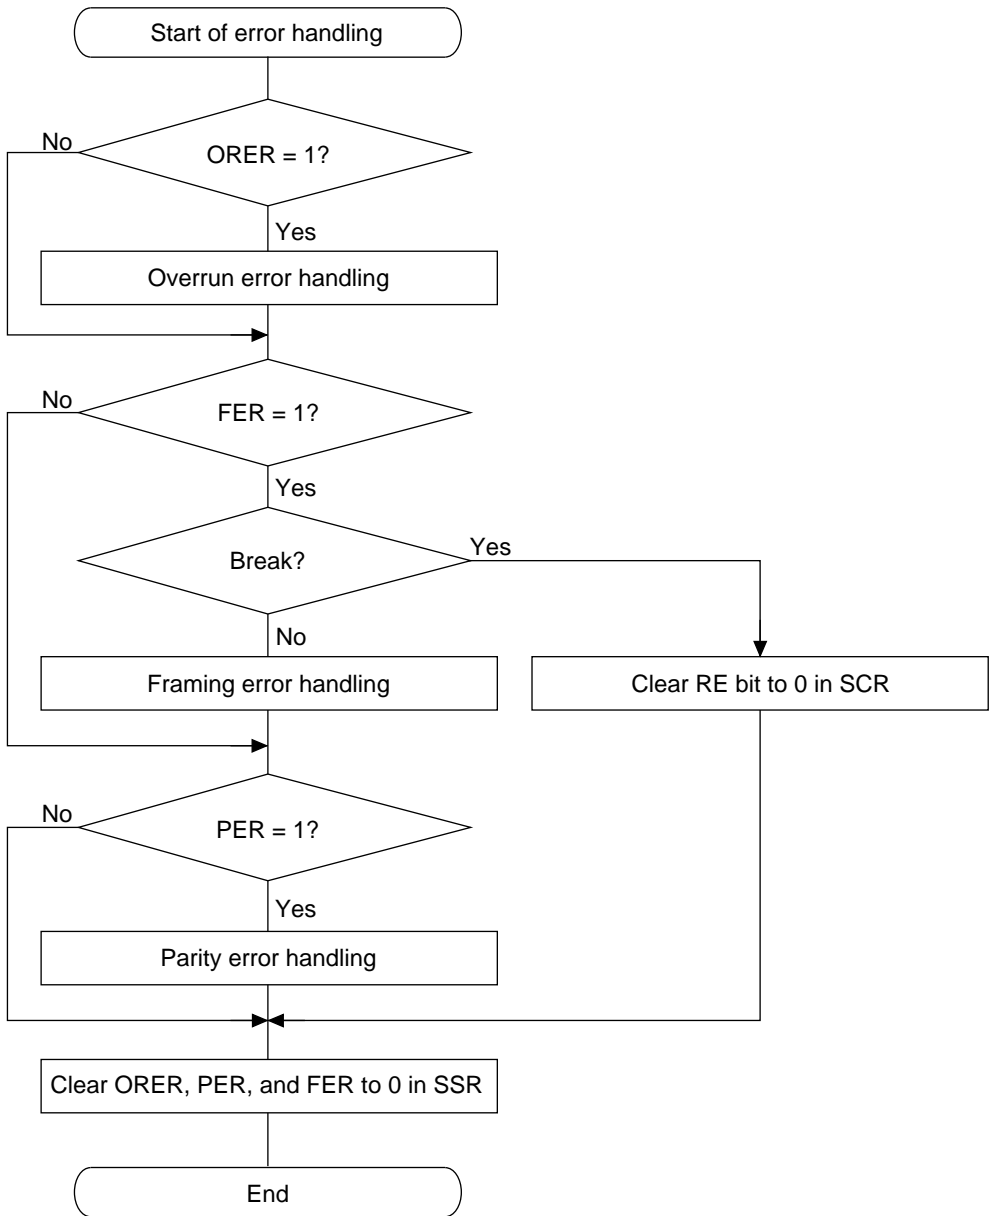 Start of error handling
No
ORER = 1?
Yes
Overrun error handling
No
FER = 1?
Yes
Break?
Yes
No
Framing error handling
Clear RE bit to 0 in SCR
No
PER = 1?
Yes
Parity error handling
Clear ORER, PER, and FER to 0 in SSR
End